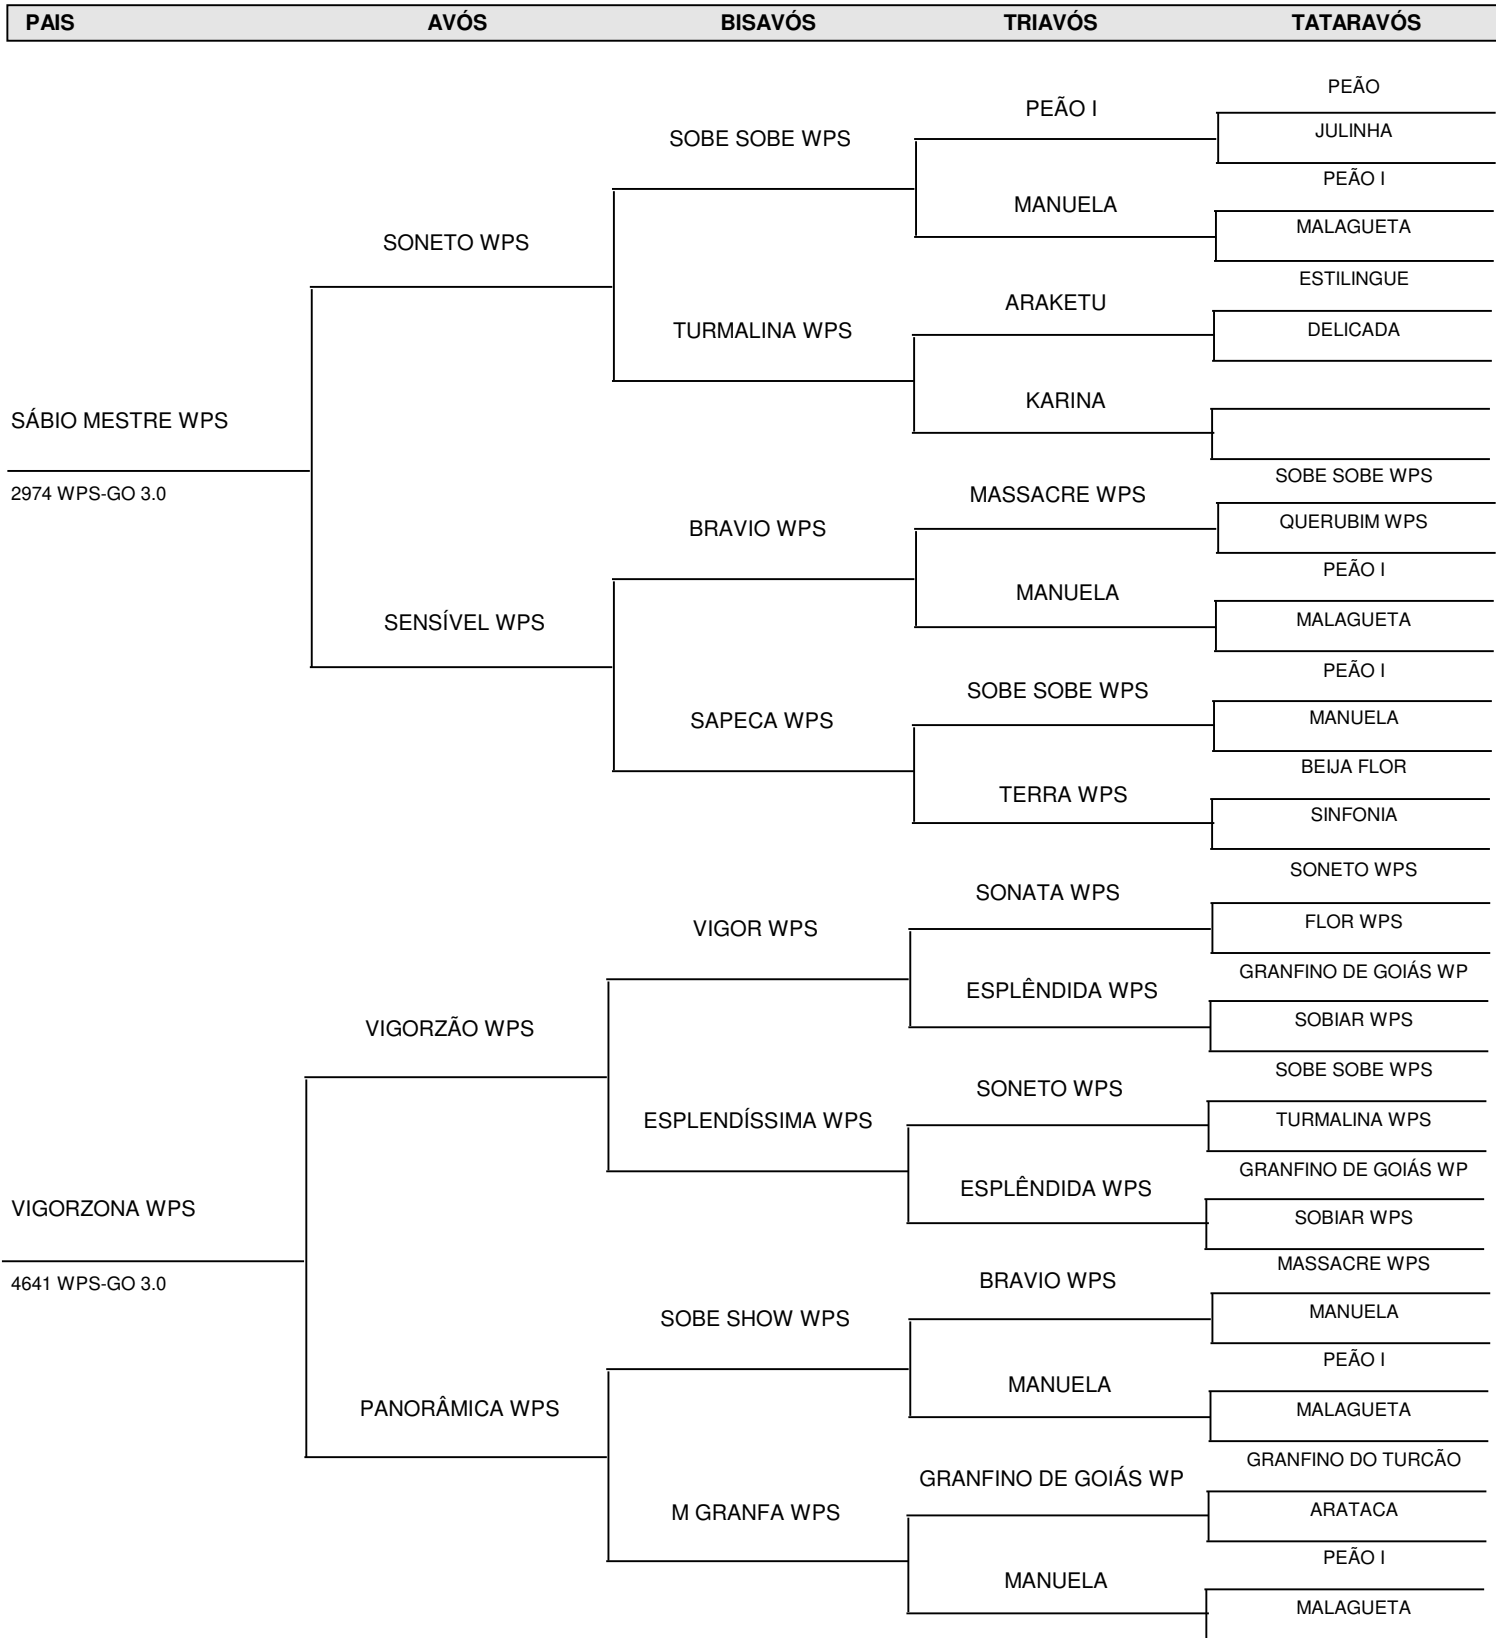 PAIS AVÓS BISAVÓS TRIAVÓS TATARAVÓS
PEÃO
PEÃO I
JULINHA
SOBE SOBE WPS
PEÃO I
MANUELA
MALAGUETA
SONETO WPS
ESTILINGUE
ARAKETU
TURMALINA WPS
DELICADA
KARINA
SÁBIO MESTRE WPS
SOBE SOBE WPS
2974 WPS-GO 3.0
MASSACRE WPS
QUERUBIM WPS
BRAVIO WPS
PEÃO I
MANUELA
MALAGUETA
SENSÍVEL WPS
PEÃO I
SOBE SOBE WPS
MANUELA
SAPECA WPS
BEIJA FLOR
TERRA WPS
SINFONIA
SONETO WPS
SONATA WPS
FLOR WPS
VIGOR WPS
GRANFINO DE GOIÁS WP
ESPLÊNDIDA WPS
SOBIAR WPS
VIGORZÃO WPS
SOBE SOBE WPS
SONETO WPS
TURMALINA WPS
ESPLENDÍSSIMA WPS
GRANFINO DE GOIÁS WP
ESPLÊNDIDA WPS
VIGORZONA WPS
SOBIAR WPS
MASSACRE WPS
4641 WPS-GO 3.0
BRAVIO WPS
MANUELA
SOBE SHOW WPS
PEÃO I
MANUELA
PANORÂMICA WPS
MALAGUETA
GRANFINO DO TURCÃO
GRANFINO DE GOIÁS WP
ARATACA
M GRANFA WPS
PEÃO I
MANUELA
MALAGUETA